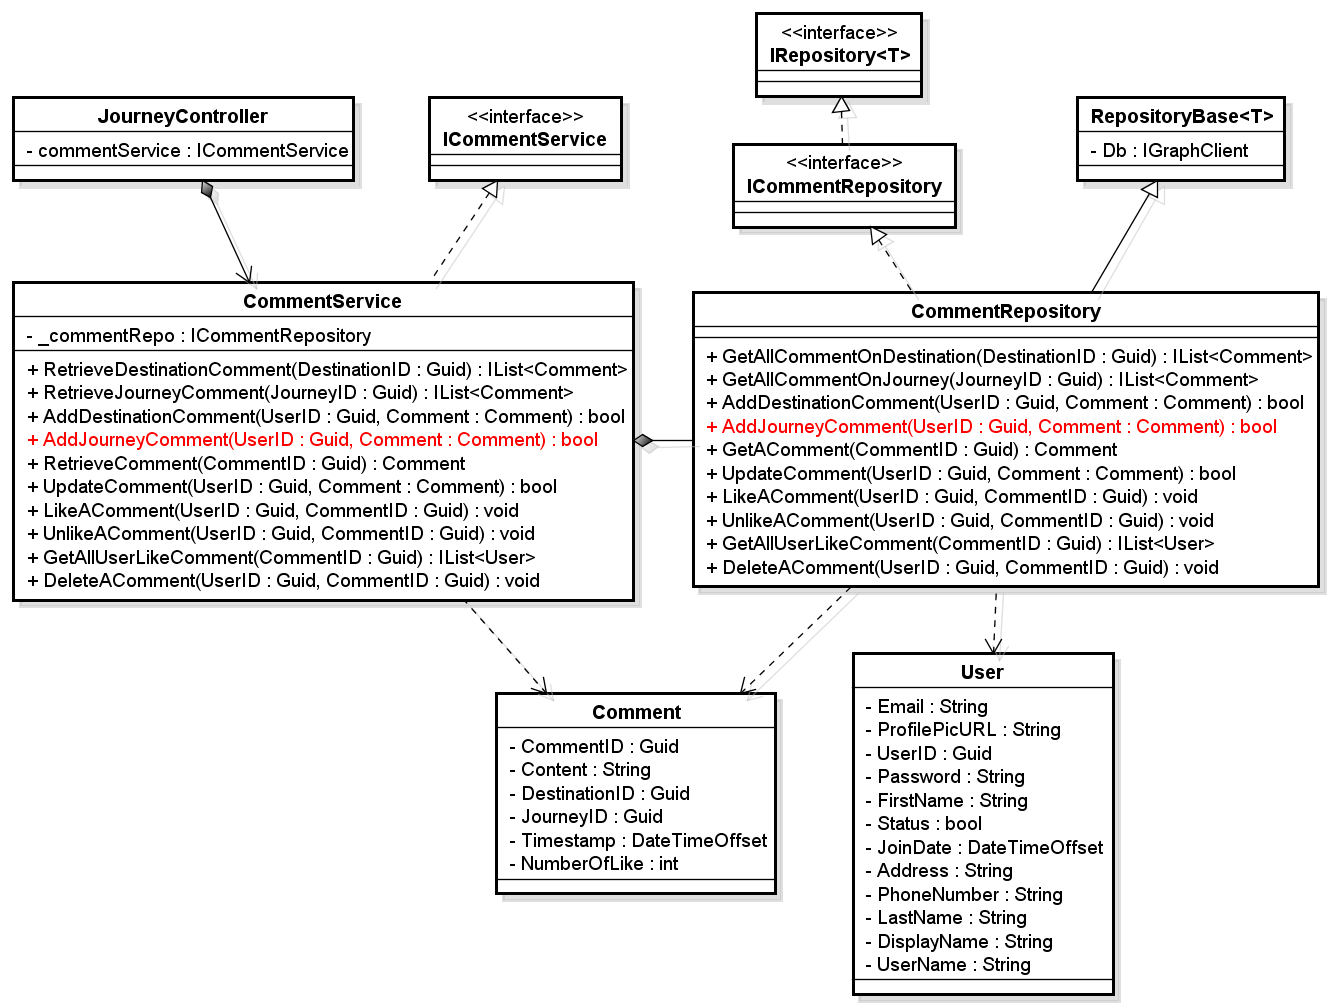 <<interface>>
IRepository<T>
JourneyController
- commentService : ICommentService
<<interface>>
ICommentService
<<interface>>
ICommentRepository
RepositoryBase<T>
- Db : IGraphClient
CommentService
- _commentRepo : ICommentRepository
+ RetrieveDestinationComment(DestinationID : Guid) : IList<Comment>
+ RetrieveJourneyComment(JourneyID : Guid) : IList<Comment>
+ AddDestinationComment(UserID : Guid, Comment : Comment) : bool
+ AddJourneyComment(UserID : Guid, Comment : Comment) : bool
+ RetrieveComment(CommentID : Guid) : Comment
+ UpdateComment(UserID : Guid, Comment : Comment) : bool
+ LikeAComment(UserID : Guid, CommentID : Guid) : void
+ UnlikeAComment(UserID : Guid, CommentID : Guid) : void
+ GetAllUserLikeComment(CommentID : Guid) : IList<User>
+ DeleteAComment(UserID : Guid, CommentID : Guid) : void
CommentRepository
+ GetAllCommentOnDestination(DestinationID : Guid) : IList<Comment>
+ GetAllCommentOnJourney(JourneyID : Guid) : IList<Comment>
+ AddDestinationComment(UserID : Guid, Comment : Comment) : bool
+ AddJourneyComment(UserID : Guid, Comment : Comment) : bool
+ GetAComment(CommentID : Guid) : Comment
+ UpdateComment(UserID : Guid, Comment : Comment) : bool
+ LikeAComment(UserID : Guid, CommentID : Guid) : void
+ UnlikeAComment(UserID : Guid, CommentID : Guid) : void
+ GetAllUserLikeComment(CommentID : Guid) : IList<User>
+ DeleteAComment(UserID : Guid, CommentID : Guid) : void
Comment
- CommentID : Guid
- Content : String
- DestinationID : Guid
- JourneyID : Guid
- Timestamp : DateTimeOffset
- NumberOfLike : int
User
- Email : String
- ProfilePicURL : String
- UserID : Guid
- Password : String
- FirstName : String
- Status : bool
- JoinDate : DateTimeOffset
- Address : String
- PhoneNumber : String
- LastName : String
- DisplayName : String
- UserName : String